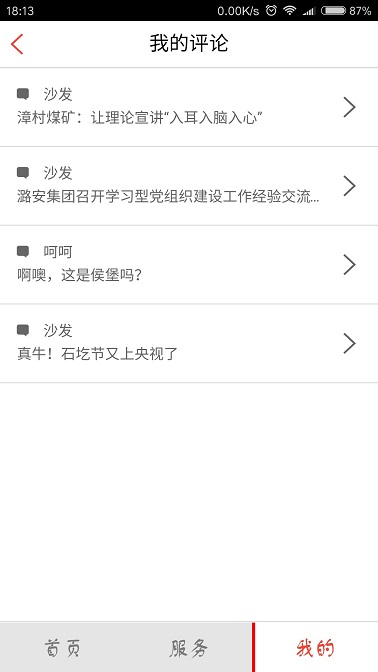 18:13 0.00K/s 87%
我的评论
沙发
漳村煤矿：让理论宣讲“入耳入脑入心”
沙发
潞安集团召开学习型党组织建设工作经验交流...
呵呵
啊噢，这是侯堡吗？
沙发
真牛！石圪节又上央视了
首页 服务 我的